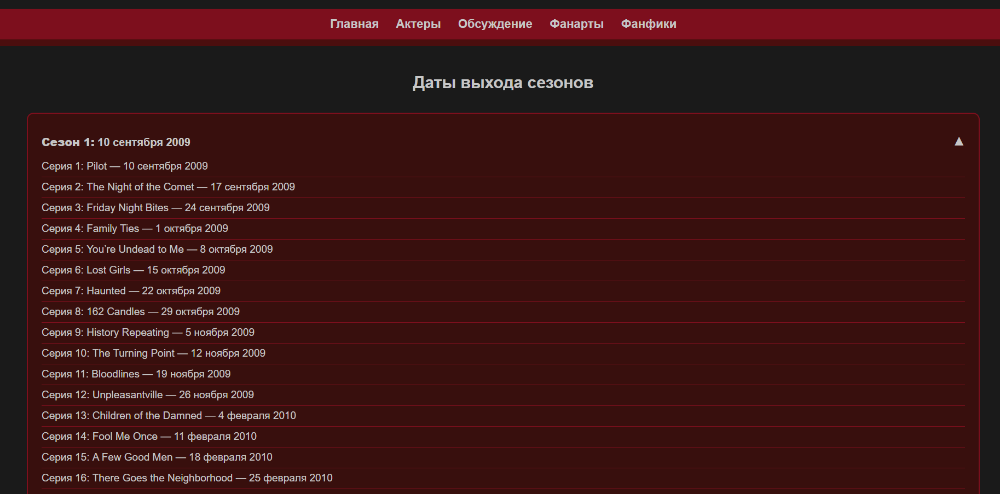 Главная Актеры Обсуждение Фанарты Фанфики
Даты выхода сезонов
Сезон 1: 10 сентября 2009 ▲
Серия 1: Pilot — 10 сентября 2009
Серия 2: The Night of the Comet — 17 сентября 2009
Серия 3: Friday Night Bites — 24 сентября 2009
Серия 4: Family Ties — 1 октября 2009
Серия 5: You’re Undead to Me — 8 октября 2009
Серия 6: Lost Girls — 15 октября 2009
Серия 7: Haunted — 22 октября 2009
Серия 8: 162 Candles — 29 октября 2009
Серия 9: History Repeating — 5 ноября 2009
Серия 10: The Turning Point — 12 ноября 2009
Серия 11: Bloodlines — 19 ноября 2009
Серия 12: Unpleasantville — 26 ноября 2009
Серия 13: Children of the Damned — 4 февраля 2010
Серия 14: Fool Me Once — 11 февраля 2010
Серия 15: A Few Good Men — 18 февраля 2010
Серия 16: There Goes the Neighborhood — 25 февраля 2010